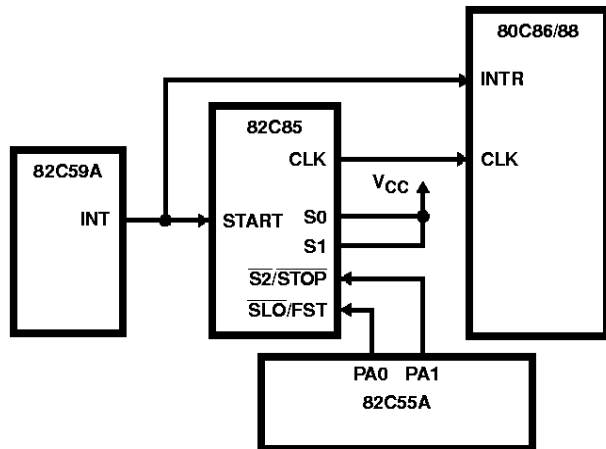 80C86/88
INTR
CLK
82C85
CLK
VCC
S0
S1
START
S2/STOP
SLO/FST
82C59A
INT
PA0 PA1
82C55A